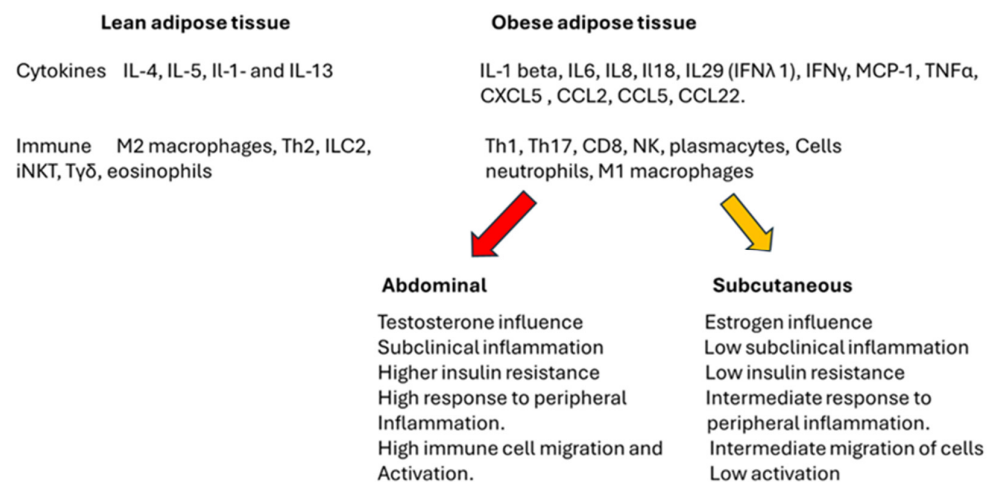 Lean adipose tissue
Obese adipose tissue
Cytokines IL-4, IL-5, Il-1- and IL-13
IL-1 beta, IL6, IL8, Il18, IL29 (IFNλ 1), IFNγ, MCP-1, TNFα,
CXCL5 , CCL2, CCL5, CCL22.
Immune M2 macrophages, Th2, ILC2,
iNKT, Tγδ, eosinophils
Th1, Th17, CD8, NK, plasmacytes, Cells
neutrophils, M1 macrophages
Abdominal
Testosterone influence
Subclinical inflammation
Higher insulin resistance
High response to peripheral
Inflammation.
High immune cell migration and
Activation.
Subcutaneous
Estrogen influence
Low subclinical inflammation
Low insulin resistance
Intermediate response to
peripheral inflammation.
Intermediate migration of cells
Low activation